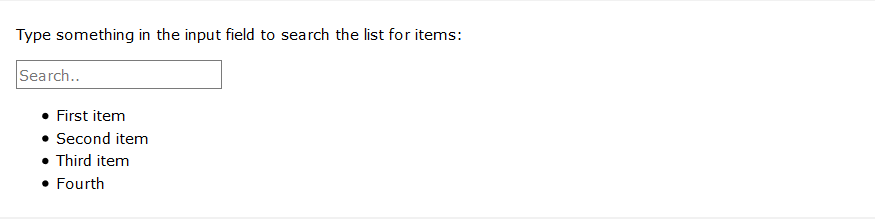 Type something in the input field to search the list for items:
Search..
First item
Second item
Third item
Fourth